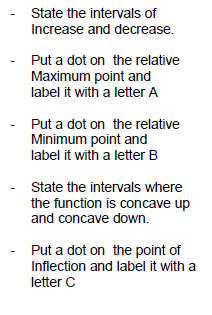 - State the intervals of
Increase and decrease.
- Put a dot on the relative
Maximum point and
label it with a letter A
- Put a dot on the relative
Minimum point and
label it with a letter B
- State the intervals where
the function is concave up
and concave down.
- Put a dot on the point of
Inflection and label it with a
letter C